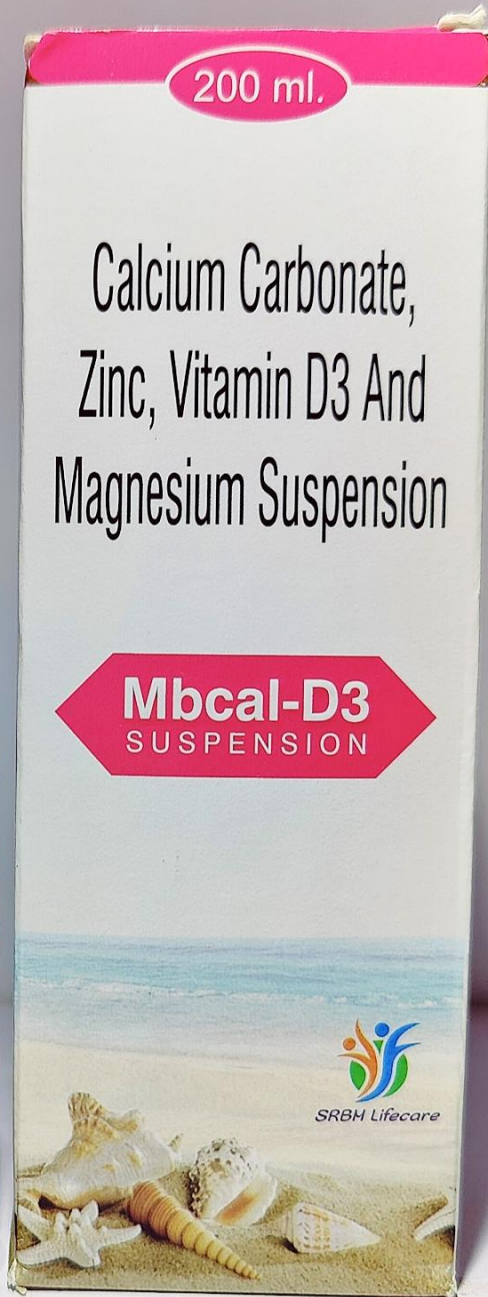 200 ml.
Calcium Carbonate,
Zinc, Vitamin D3 And
Magnesium Suspension
Mbcal-D3
SUSPENSION
SRBM Lifecare